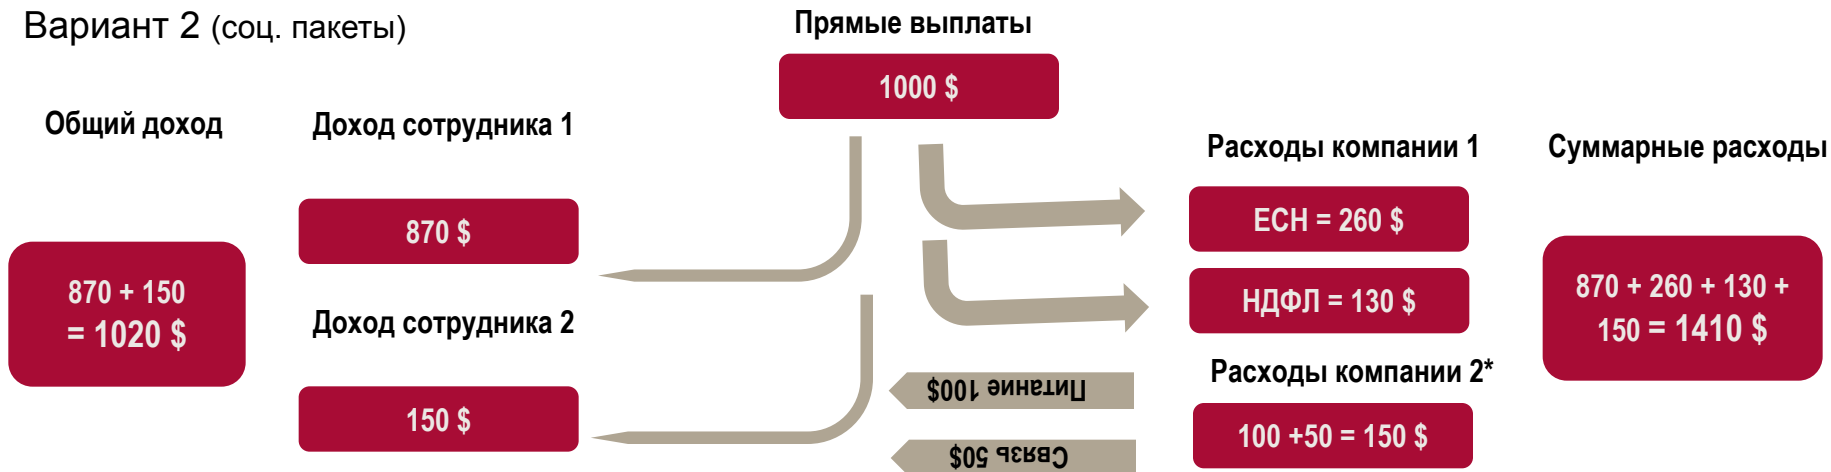 Вариант 2 (соц. пакеты)
Прямые выплаты
1000 $
Общий доход
870 + 150
= 1020 $
Доход сотрудника 1
870 $
Доход сотрудника 2
150 $
Питание 100$
Связь 50$
Расходы компании 1
ЕСН = 260 $
НДФЛ = 130 $
Расходы компании 2*
100 +50 = 150 $
Суммарные расходы
870 + 260 + 130 +
150 = 1410 $